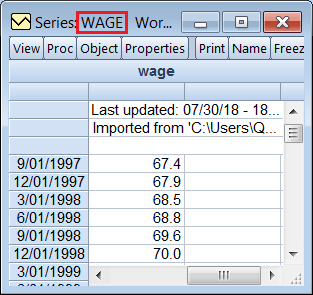 Series: WAGE Wor...
View Proc Object Properties Print Name Freez
wage
Last updated: 07/30/18 - 18...
Imported from 'C:\Users\Q...
9/01/1997 67.4
12/01/1997 67.9
3/01/1998 68.5
6/01/1998 68.8
9/01/1998 69.6
12/01/1998 70.0
3/01/1999